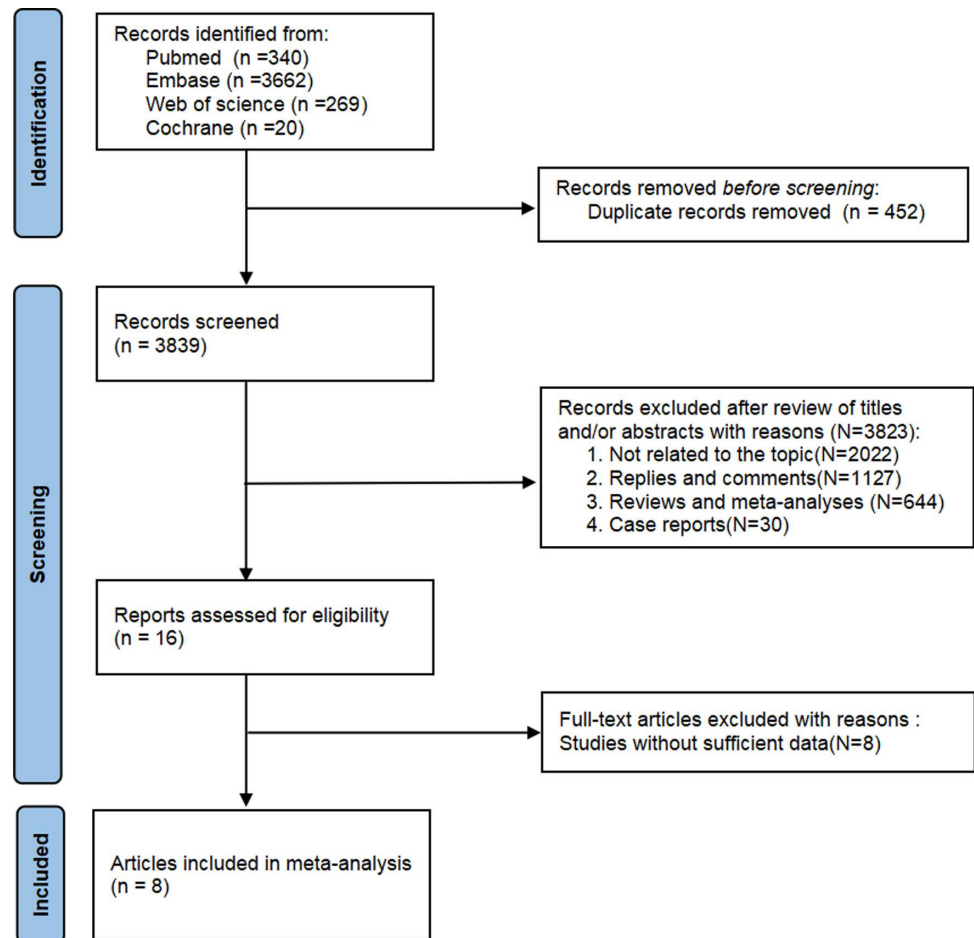 Identification
Records identified from:
Pubmed (n =340)
Embase (n =3662)
Web of science (n =269)
Cochrane (n =20)
Records removed before screening:
Duplicate records removed (n = 452)
Screening
Records screened
(n = 3839)
Records excluded after review of titles
and/or abstracts with reasons (N=3823):
1. Not related to the topic(N=2022)
2. Replies and comments(N=1127)
3. Reviews and meta-analyses (N=644)
4. Case reports(N=30)
Reports assessed for eligibility
(n = 16)
Full-text articles excluded with reasons :
Studies without sufficient data(N=8)
Included
Articles included in meta-analysis
(n = 8)